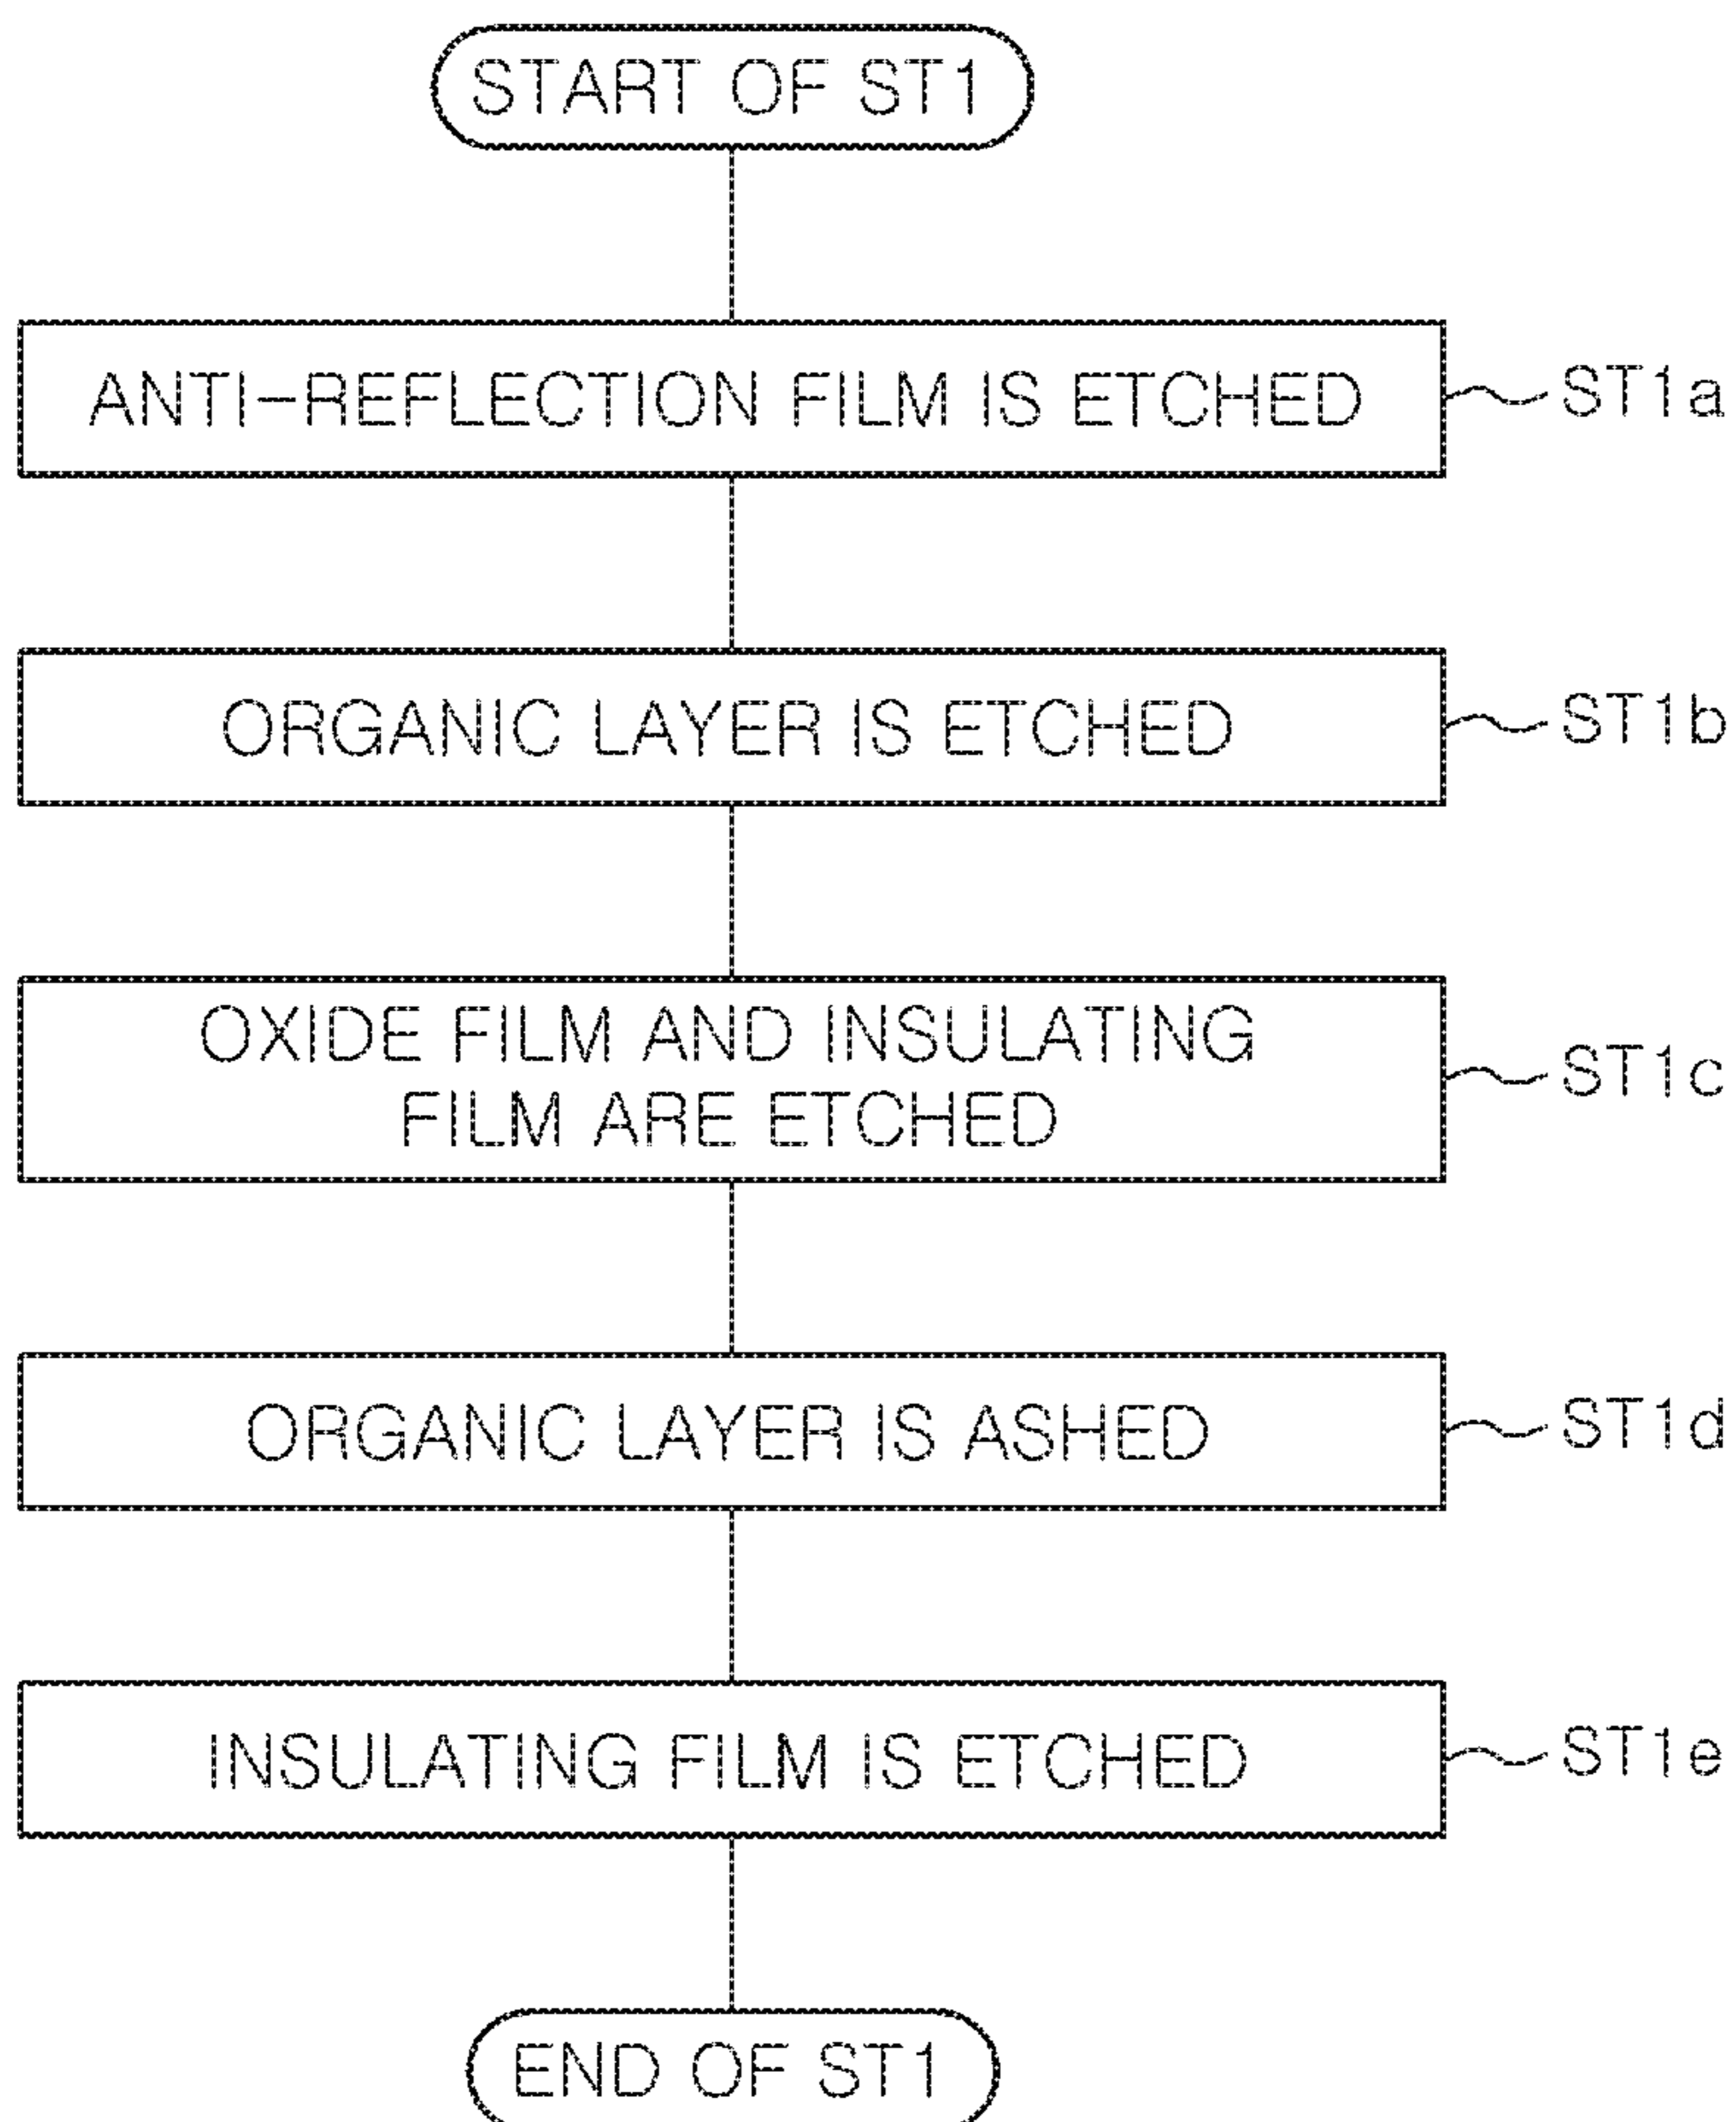 START OF ST1
ANTI-REFLECTION FILM IS ETCHED
ST1a
ORGANIC LAYER IS ETCHED
ST1b
OXIDE FILM AND INSULATING
FILM ARE ETCHED
ST1c
ORGANIC LAYER IS ASHED
ST1d
INSULATING FILM IS ETCHED
ST1e
END OF ST1